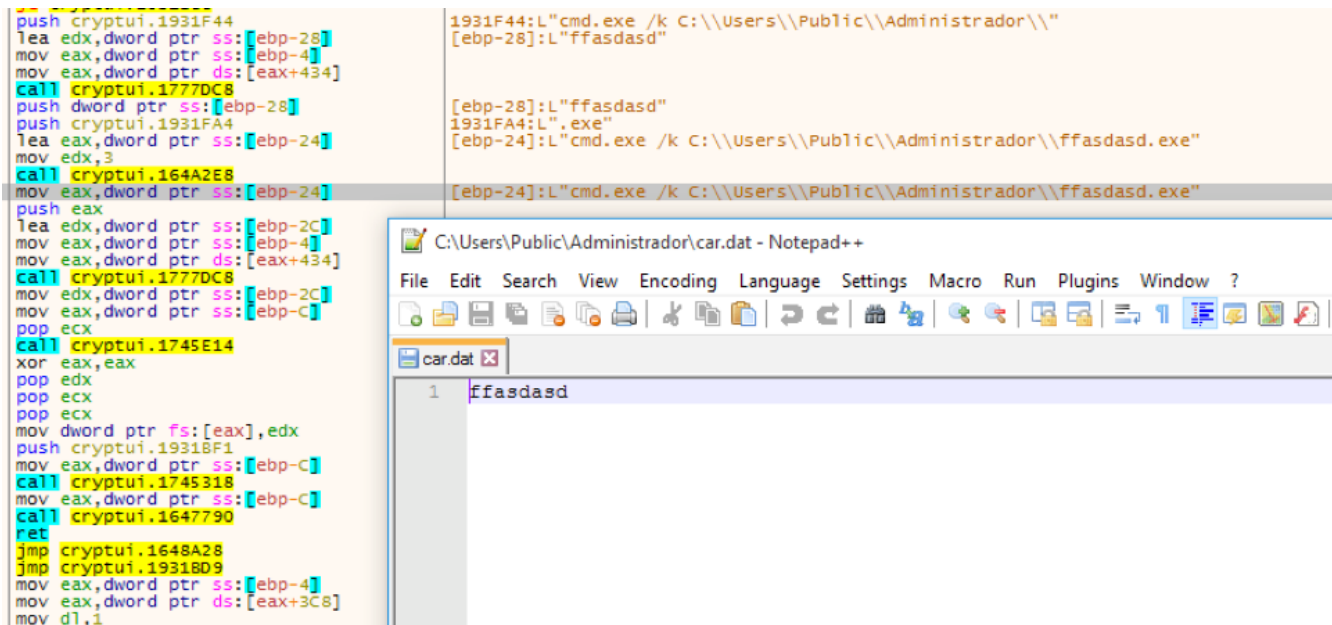 push cryptui.1931F44
lea edx,dword ptr ss:[ebp-28]
mov eax,dword ptr ss:[ebp-4]
mov eax,dword ptr ds:[eax+434]
call cryptui.1777DC8
push dword ptr ss:[ebp-28]
push cryptui.1931FA4
lea eax,dword ptr ss:[ebp-24]
mov edx,3
call cryptui.164A2E8
mov eax,dword ptr ss:[ebp-24]
push eax
lea edx,dword ptr ss:[ebp-2C]
mov eax,dword ptr ss:[ebp-4]
mov eax,dword ptr ds:[eax+434]
call cryptui.1777DC8
mov edx,dword ptr ss:[ebp-2C]
mov eax,dword ptr ss:[ebp-C]
pop ecx
call cryptui.1745E14
xor eax,eax
pop edx
pop ecx
pop ecx
mov dword ptr fs:[eax],edx
push cryptui.1931BF1
mov eax,dword ptr ss:[ebp-C]
call cryptui.1745318
mov eax,dword ptr ss:[ebp-C]
call cryptui.1647790
ret
jmp cryptui.1648A28
jmp cryptui.1931BD9
mov eax,dword ptr ss:[ebp-4]
mov eax,dword ptr ds:[eax+3C8]
mov dl,1
1931F44:L"cmd.exe /k C:\\Users\\Public\\Administrador\\"
[ebp-28]:L"ffasdasd"
[ebp-28]:L"ffasdasd"
1931FA4:L".exe"
[ebp-24]:L"cmd.exe /k C:\\Users\\Public\\Administrador\\ffasdasd.exe"
[ebp-24]:L"cmd.exe /k C:\\Users\\Public\\Administrador\\ffasdasd.exe"
C:\Users\Public\Administrador\car.dat - Notepad++
File Edit Search View Encoding Language Settings Macro Run Plugins Window ?
car.dat
1 ffasdasd